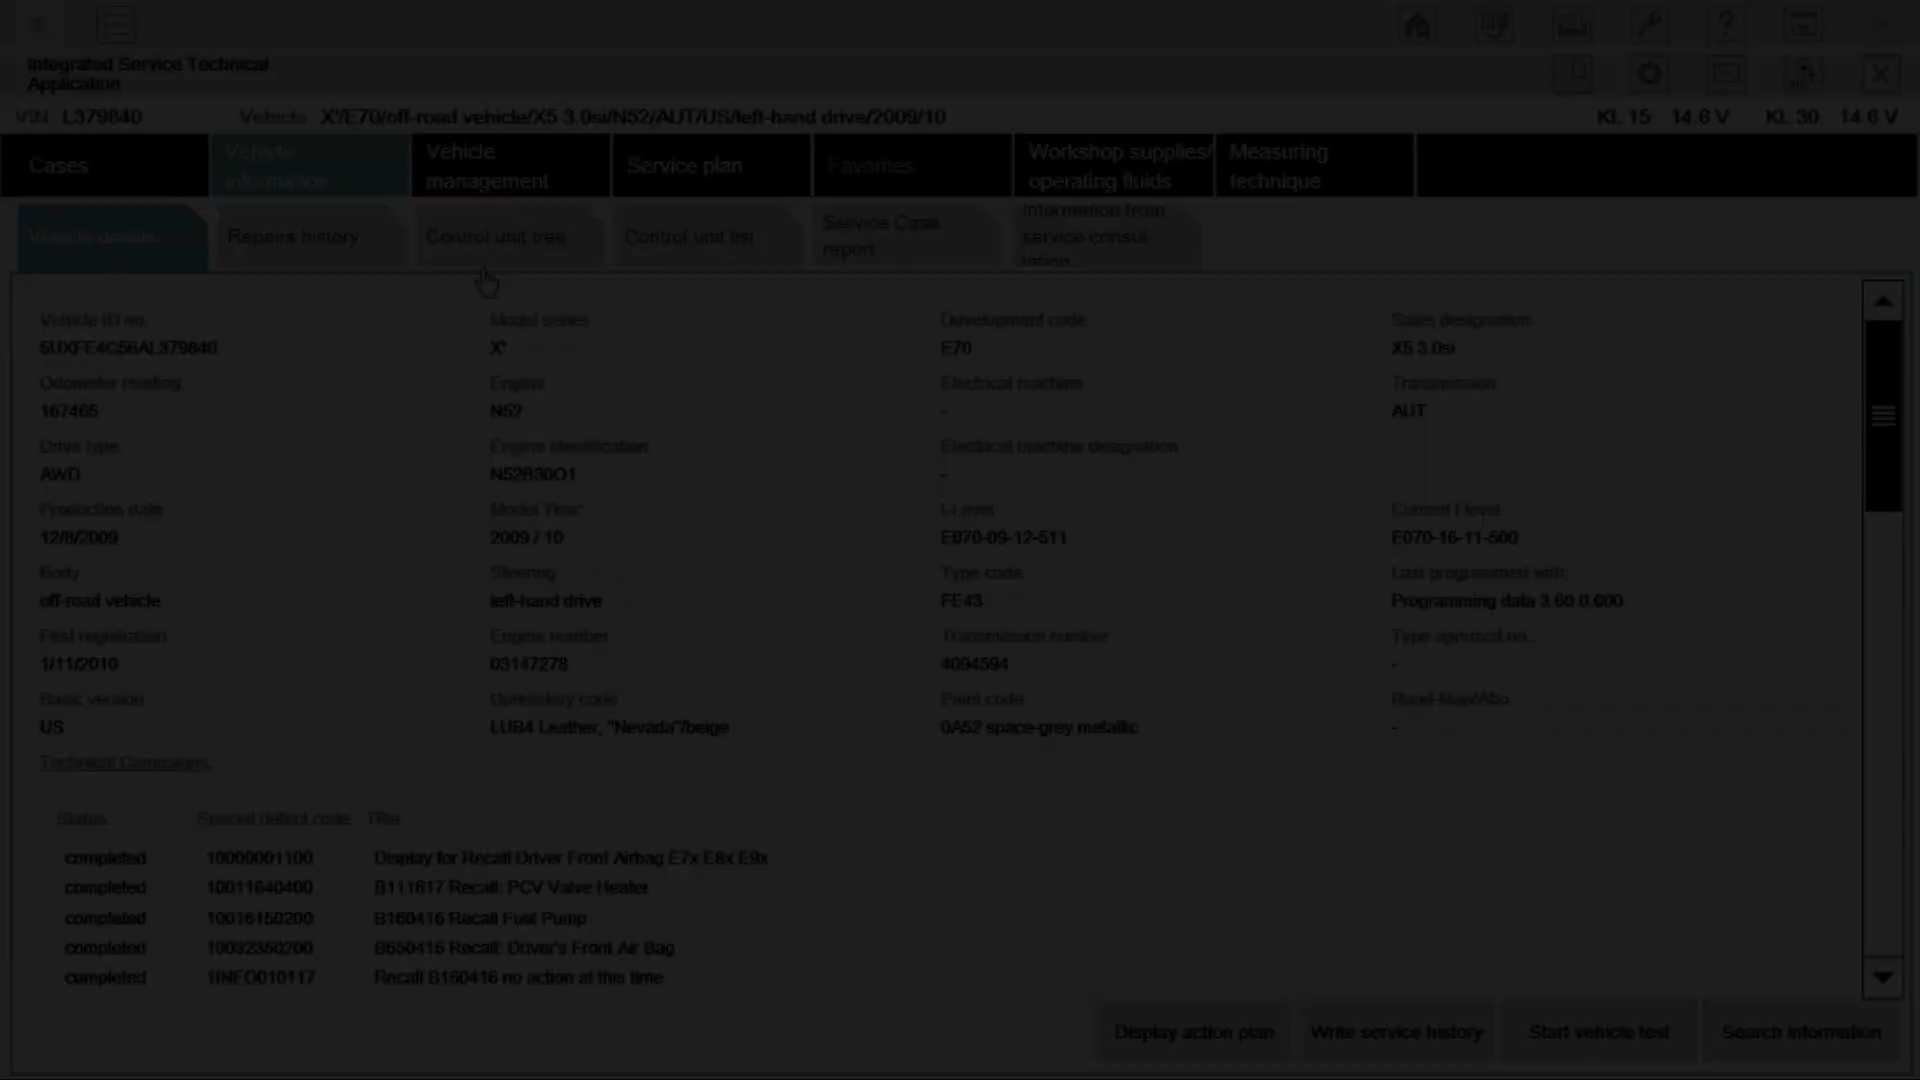 Integrated Service Technical
Application
VIN L379840 Vehicle X'/E70/off-road vehicle/X5 3.0si/N52/AUT/US/left-hand drive/2009/10 KL 15: 14.6 V KL 30: 14.6 V
Cases
Vehicle
information
Vehicle
management
Service plan
Favorites
Workshop supplies/
operating fluids
Measuring
technique
Vehicle details
Repairs history
Control unit tree
Control unit list
Service Case
report
Information from
service consul-
tation
Vehicle ID no. Model series Development code Sales designation
5UXFE4C58AL379840 X' E70 X5 3.0si
Odometer reading Engine Electrical machine Transmission
167465 N52 - AUT
Drive type Engine identification Electrical machine designation
AWD N52B30O1 -
Production date Model Year I-Level Current I level
12/8/2009 2009 / 10 E070-09-12-511 E070-16-11-500
Body Steering Type code Last programmed with:
off-road vehicle left-hand drive FE43 Programming data 3.60.0.600
First registration Engine number Transmission number Type approval no.
1/11/2010 03147278 4094594 -
Basic version Upholstery code Paint code Road-Map/Abo
US LUB4 Leather, "Nevada"/beige 0A52 space-grey metallic -
Technical Campaigns
Status Special defect code Title
completed 10000001100 Display for Recall Driver Front Airbag E7x E8x E9x
completed 10011640400 B111617 Recall: PCV Valve Heater
completed 10016150200 B160416 Recall Fuel Pump
completed 10032350200 B650416 Recall: Driver's Front Air Bag
completed 1INFO010117 Recall B160416 no action at this time
Display action plan Write service history Start vehicle test Search information